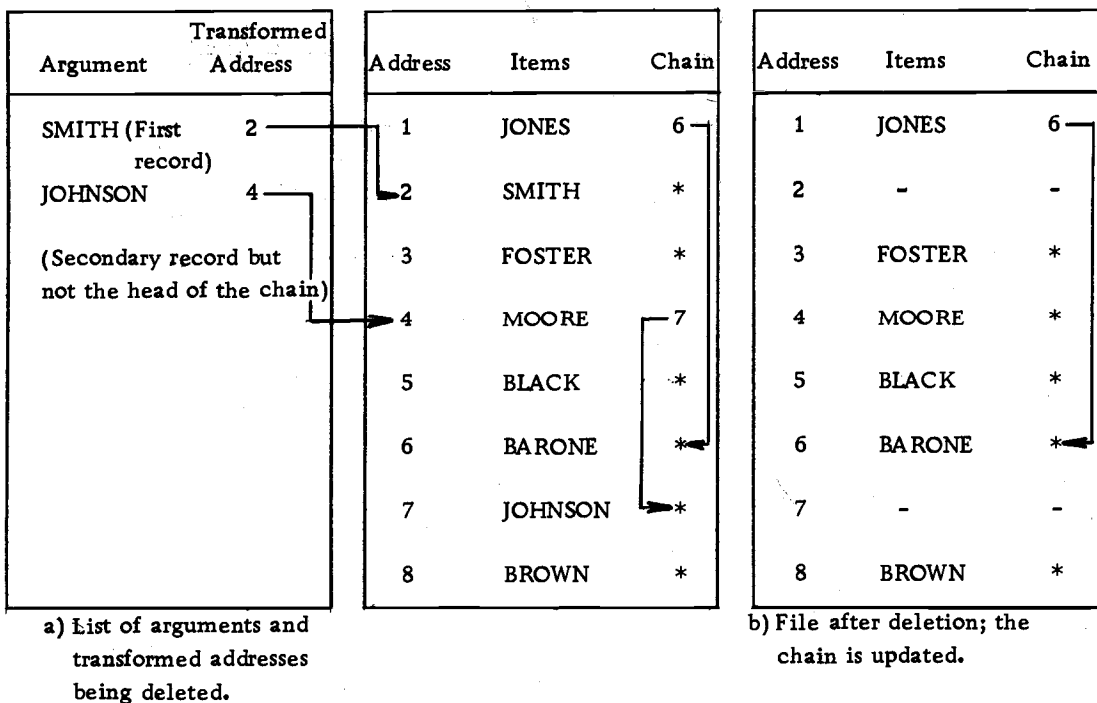 Argument Transformed Address
SMITH (First record) 2
JOHNSON 4
(Secondary record but
not the head of the chain)
a) List of arguments and
transformed addresses
being deleted.
Address Items Chain
1 JONES 6
2 SMITH *
3 FOSTER *
4 MOORE 7
5 BLACK *
6 BARONE *
7 JOHNSON *
8 BROWN *
Address Items Chain
1 JONES 6
2 - -
3 FOSTER *
4 MOORE *
5 BLACK *
6 BARONE *
7 - -
8 BROWN *
b) File after deletion; the
chain is updated.